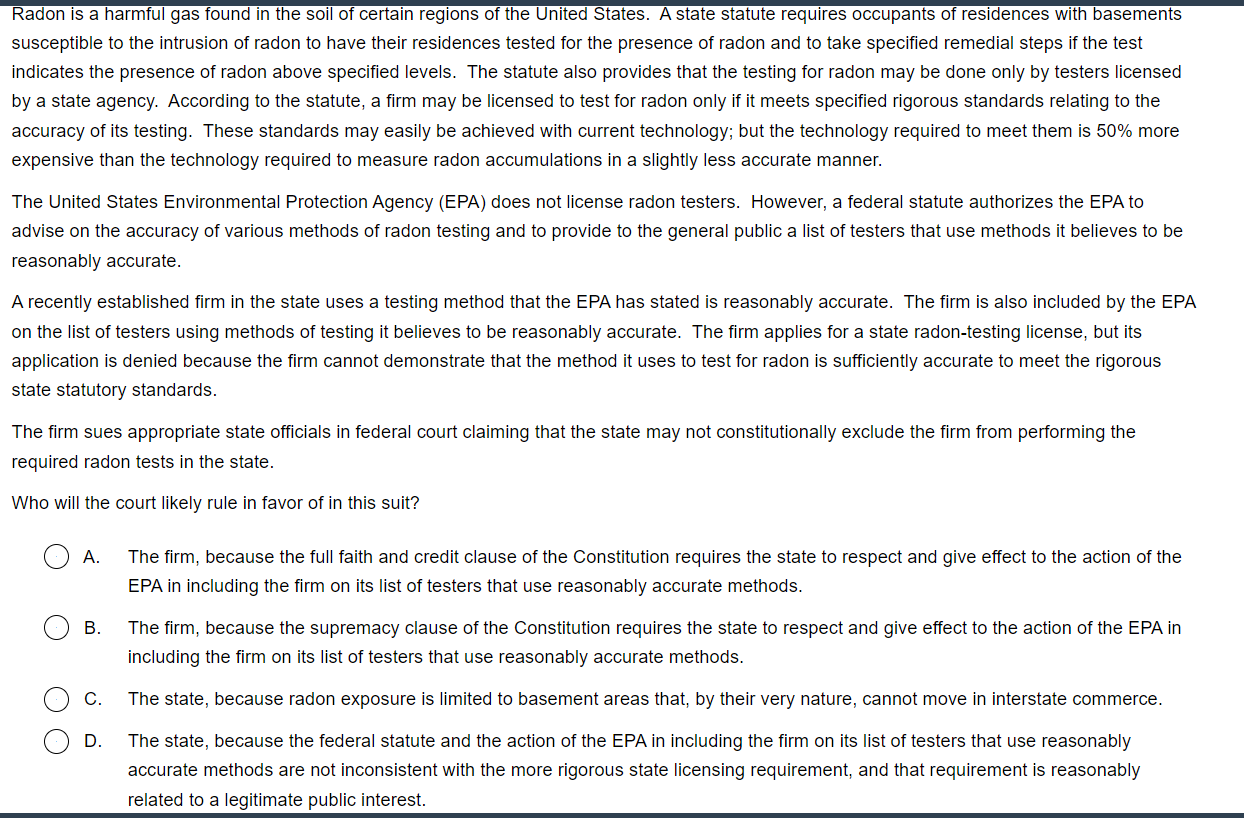 Radon is a harmful gas found in the soil of certain regions of the United States.  A state statute requires occupants of residences with basements
susceptible to the intrusion of radon to have their residences tested for the presence of radon and to take specified remedial steps if the test
indicates the presence of radon above specified levels.  The statute also provides that the testing for radon may be done only by testers licensed
by a state agency.  According to the statute, a firm may be licensed to test for radon only if it meets specified rigorous standards relating to the
accuracy of its testing.  These standards may easily be achieved with current technology; but the technology required to meet them is 50% more
expensive than the technology required to measure radon accumulations in a slightly less accurate manner.
The United States Environmental Protection Agency (EPA) does not license radon testers.  However, a federal statute authorizes the EPA to
advise on the accuracy of various methods of radon testing and to provide to the general public a list of testers that use methods it believes to be
reasonably accurate.
A recently established firm in the state uses a testing method that the EPA has stated is reasonably accurate.  The firm is also included by the EPA
on the list of testers using methods of testing it believes to be reasonably accurate.  The firm applies for a state radon-testing license, but its
application is denied because the firm cannot demonstrate that the method it uses to test for radon is sufficiently accurate to meet the rigorous
state statutory standards.
The firm sues appropriate state officials in federal court claiming that the state may not constitutionally exclude the firm from performing the
required radon tests in the state.
Who will the court likely rule in favor of in this suit?
A. The firm, because the full faith and credit clause of the Constitution requires the state to respect and give effect to the action of the
EPA in including the firm on its list of testers that use reasonably accurate methods.
B. The firm, because the supremacy clause of the Constitution requires the state to respect and give effect to the action of the EPA in
including the firm on its list of testers that use reasonably accurate methods.
C. The state, because radon exposure is limited to basement areas that, by their very nature, cannot move in interstate commerce.
D. The state, because the federal statute and the action of the EPA in including the firm on its list of testers that use reasonably
accurate methods are not inconsistent with the more rigorous state licensing requirement, and that requirement is reasonably
related to a legitimate public interest.